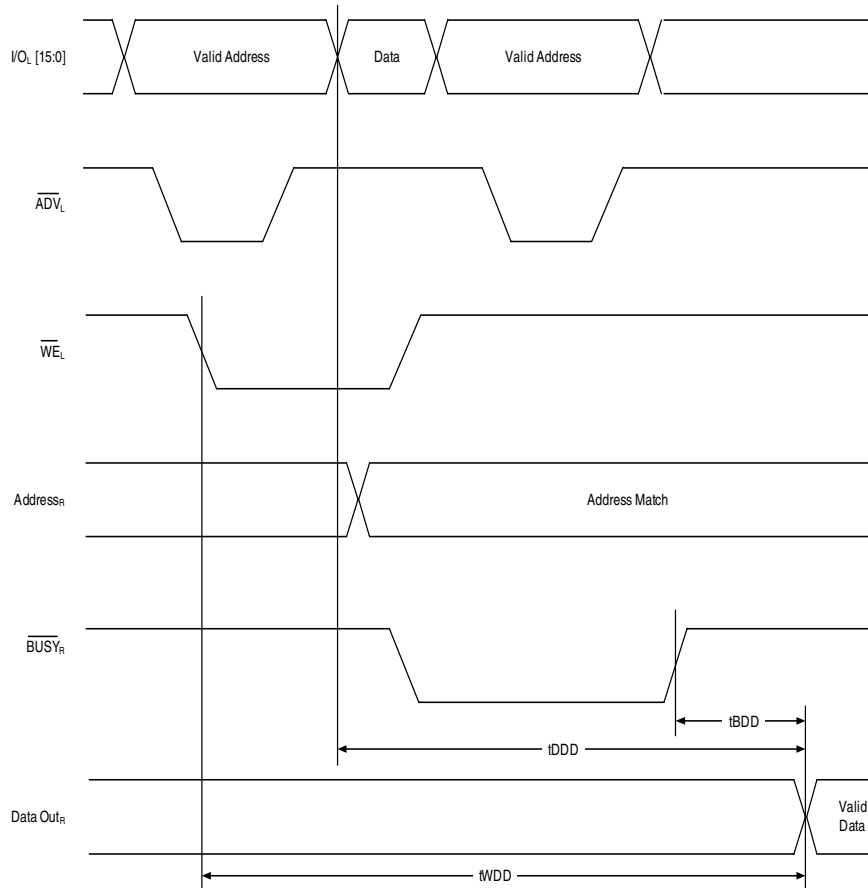 I/OL [15:0]
Valid Address
Data
Valid Address
ADVL
WEL
AddressR
Address Match
BUSYR
tBDD
tDDD
Data OutR
Valid
Data
tWDD